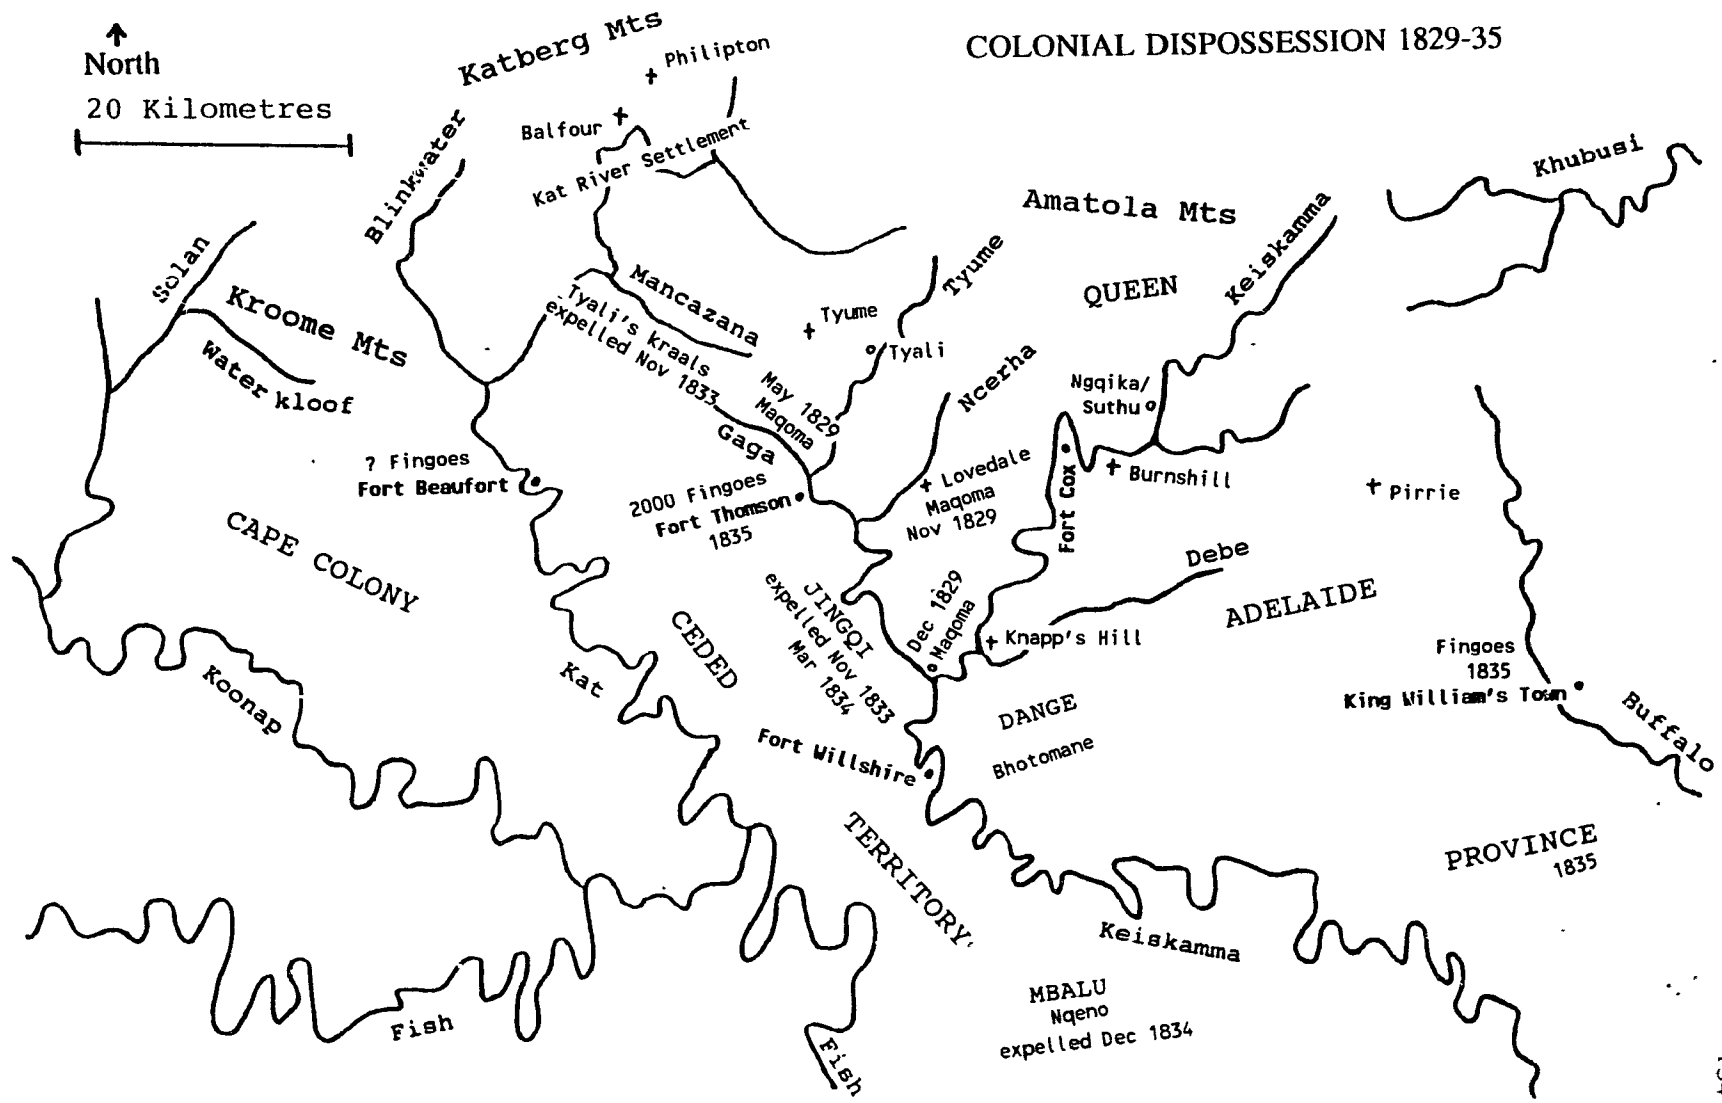 COLONIAL DISPOSSESSION 1829-35
North
20 Kilometres
Katberg Mts
Philipton
Balfour
Kat River Settlement
Blinkwater
Solan
Kroome Mts
Water kloof
Mancazana
Tyali's kraals
expelled Nov 1833
Tyume
Tyume
Tyali
Amatola Mts
Khubusi
Keiskamma
QUEEN
Ncerha
May 1829
Maqoma
Gaga
Ngqika/
Suthu
? Fingoes
Fort Beaufort
2000 Fingoes
Fort Thomson
1835
Lovedale
Maqoma
Nov 1829
Fort Cox
Burnshill
Pirrie
CAPE COLONY
Debe
ADELAIDE
JINGQI
expelled Nov 1833
Mar 1834
Dec 1829
Maqoma
Knapp's Hill
CEDED
Kat
Koonap
Fingoes
1835
King William's Town
Buffalo
DANGE
Bhotomane
Fort Willshire
TERRITORY
PROVINCE
1835
Keiskamma
MBALU
Nqeno
expelled Dec 1834
Fish
Fish